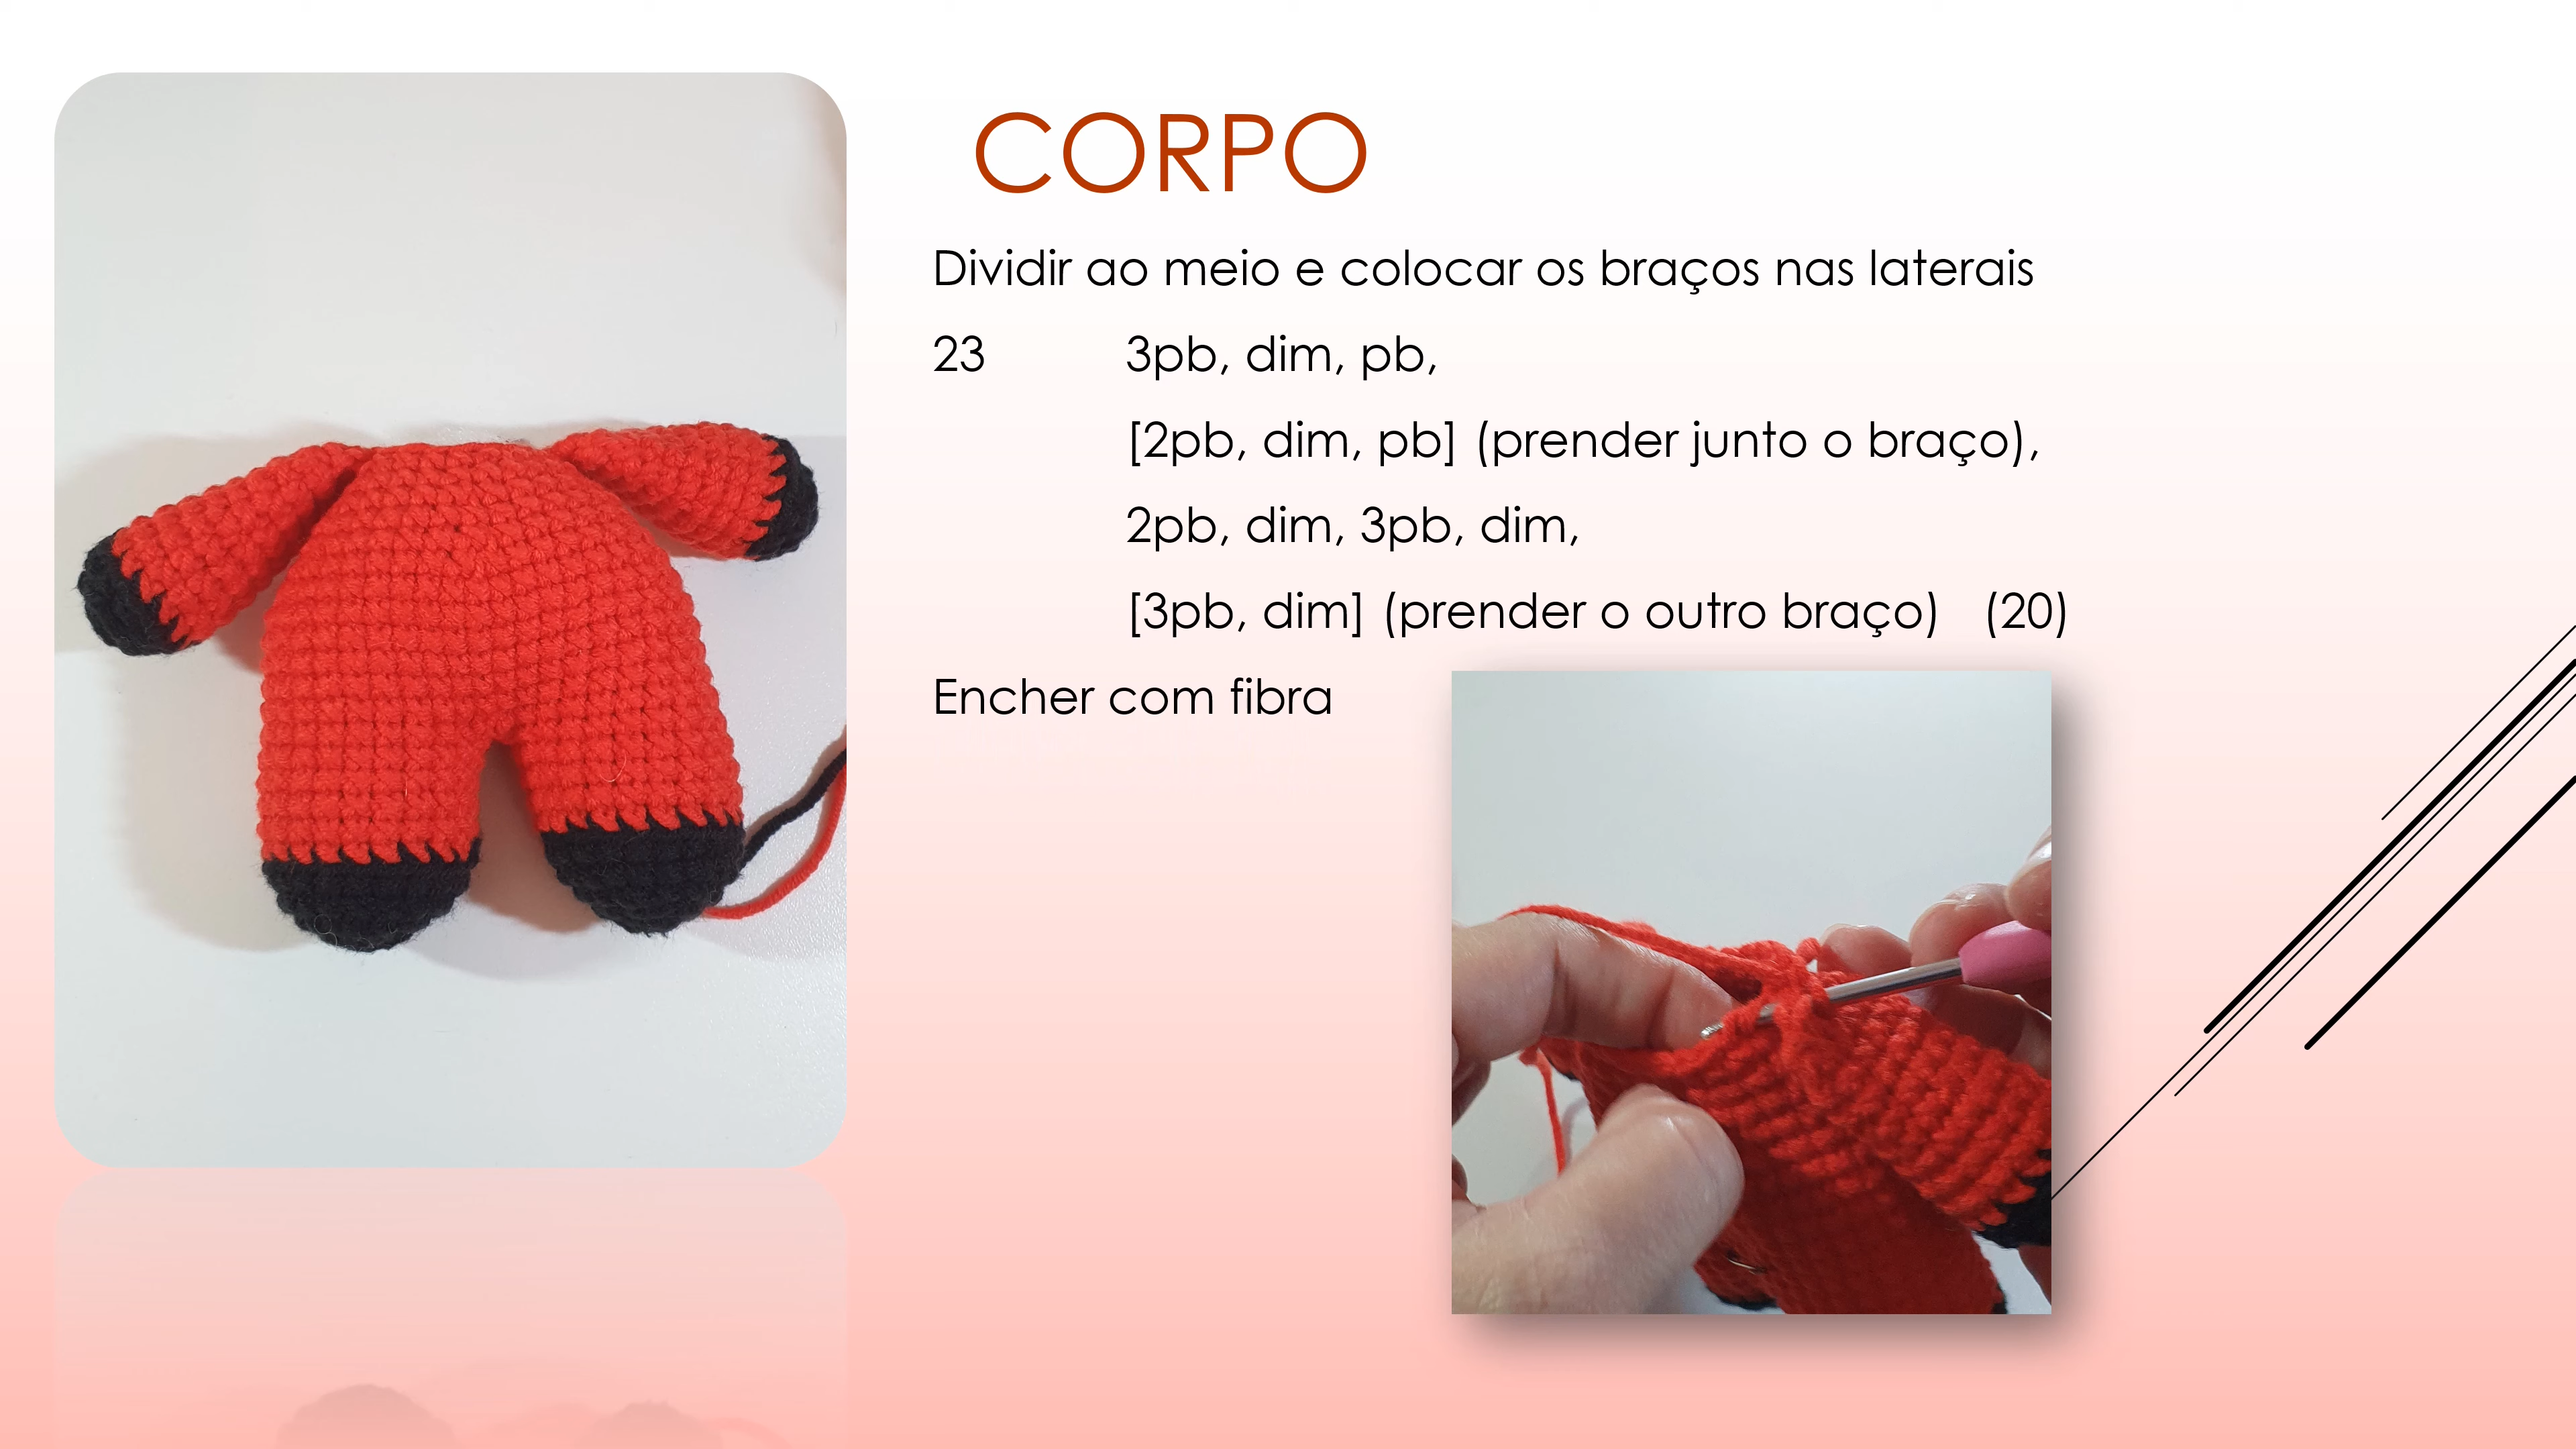 CORPO
Dividir ao meio e colocar os braços nas laterais
23 3pb, dim, pb,
[2pb, dim, pb] (prender junto o braço),
2pb, dim, 3pb, dim,
[3pb, dim] (prender o outro braço) (20)
Encher com fibra